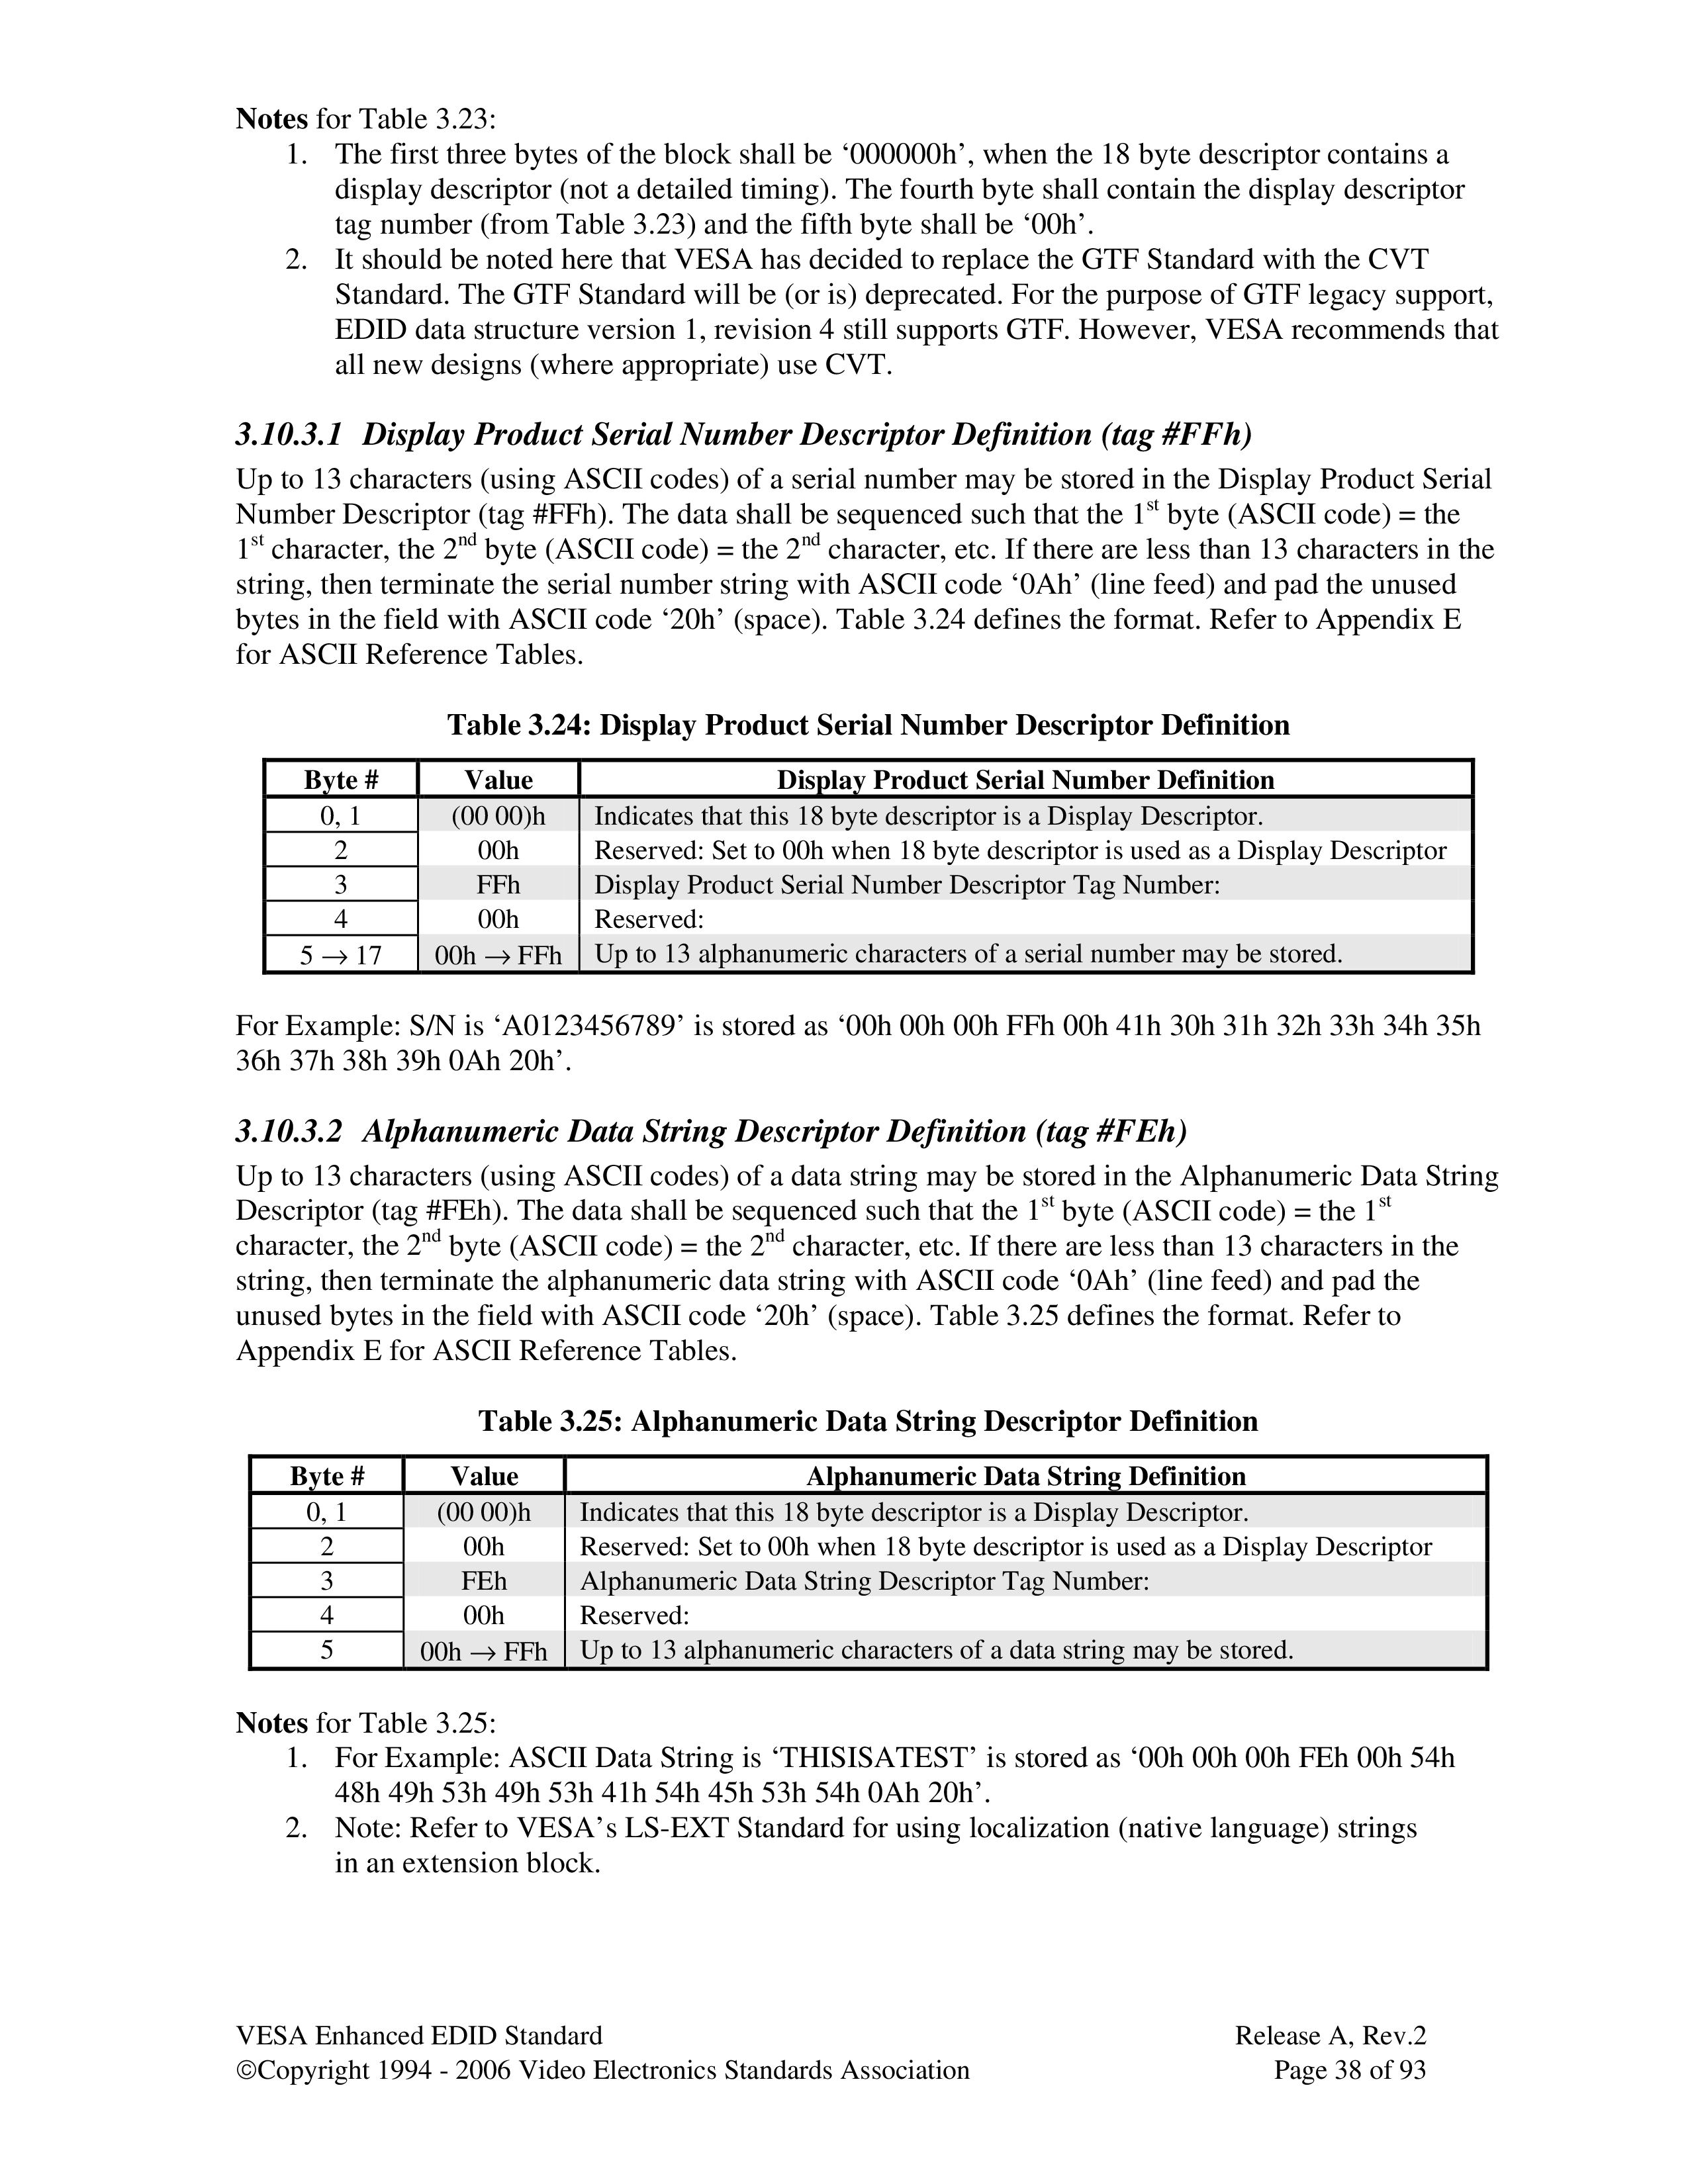 Notes for Table 3.23:
1. The first three bytes of the block shall be ‘000000h’, when the 18 byte descriptor contains a
display descriptor (not a detailed timing). The fourth byte shall contain the display descriptor
tag number (from Table 3.23) and the fifth byte shall be ‘00h’.
2. It should be noted here that VESA has decided to replace the GTF Standard with the CVT
Standard. The GTF Standard will be (or is) deprecated. For the purpose of GTF legacy support,
EDID data structure version 1, revision 4 still supports GTF. However, VESA recommends that
all new designs (where appropriate) use CVT.
3.10.3.1 Display Product Serial Number Descriptor Definition (tag #FFh)
Up to 13 characters (using ASCII codes) of a serial number may be stored in the Display Product Serial
Number Descriptor (tag #FFh). The data shall be sequenced such that the 1st byte (ASCII code) = the
1st character, the 2nd byte (ASCII code) = the 2nd character, etc. If there are less than 13 characters in the
string, then terminate the serial number string with ASCII code ‘0Ah’ (line feed) and pad the unused
bytes in the field with ASCII code ‘20h’ (space). Table 3.24 defines the format. Refer to Appendix E
for ASCII Reference Tables.
Table 3.24: Display Product Serial Number Descriptor Definition
Byte # Value Display Product Serial Number Definition
0, 1 (00 00)h Indicates that this 18 byte descriptor is a Display Descriptor.
2 00h Reserved: Set to 00h when 18 byte descriptor is used as a Display Descriptor
3 FFh Display Product Serial Number Descriptor Tag Number:
4 00h Reserved:
5 → 17 00h → FFh Up to 13 alphanumeric characters of a serial number may be stored.
For Example: S/N is ‘A0123456789’ is stored as ‘00h 00h 00h FFh 00h 41h 30h 31h 32h 33h 34h 35h
36h 37h 38h 39h 0Ah 20h’.
3.10.3.2 Alphanumeric Data String Descriptor Definition (tag #FEh)
Up to 13 characters (using ASCII codes) of a data string may be stored in the Alphanumeric Data String
Descriptor (tag #FEh). The data shall be sequenced such that the 1st byte (ASCII code) = the 1st
character, the 2nd byte (ASCII code) = the 2nd character, etc. If there are less than 13 characters in the
string, then terminate the alphanumeric data string with ASCII code ‘0Ah’ (line feed) and pad the
unused bytes in the field with ASCII code ‘20h’ (space). Table 3.25 defines the format. Refer to
Appendix E for ASCII Reference Tables.
Table 3.25: Alphanumeric Data String Descriptor Definition
Byte # Value Alphanumeric Data String Definition
0, 1 (00 00)h Indicates that this 18 byte descriptor is a Display Descriptor.
2 00h Reserved: Set to 00h when 18 byte descriptor is used as a Display Descriptor
3 FEh Alphanumeric Data String Descriptor Tag Number:
4 00h Reserved:
5 00h → FFh Up to 13 alphanumeric characters of a data string may be stored.
Notes for Table 3.25:
1. For Example: ASCII Data String is ‘THISISATEST’ is stored as ‘00h 00h 00h FEh 00h 54h
48h 49h 53h 49h 53h 41h 54h 45h 53h 54h 0Ah 20h’.
2. Note: Refer to VESA’s LS-EXT Standard for using localization (native language) strings
in an extension block.
VESA Enhanced EDID Standard Release A, Rev.2
©Copyright 1994 - 2006 Video Electronics Standards Association Page 38 of 93